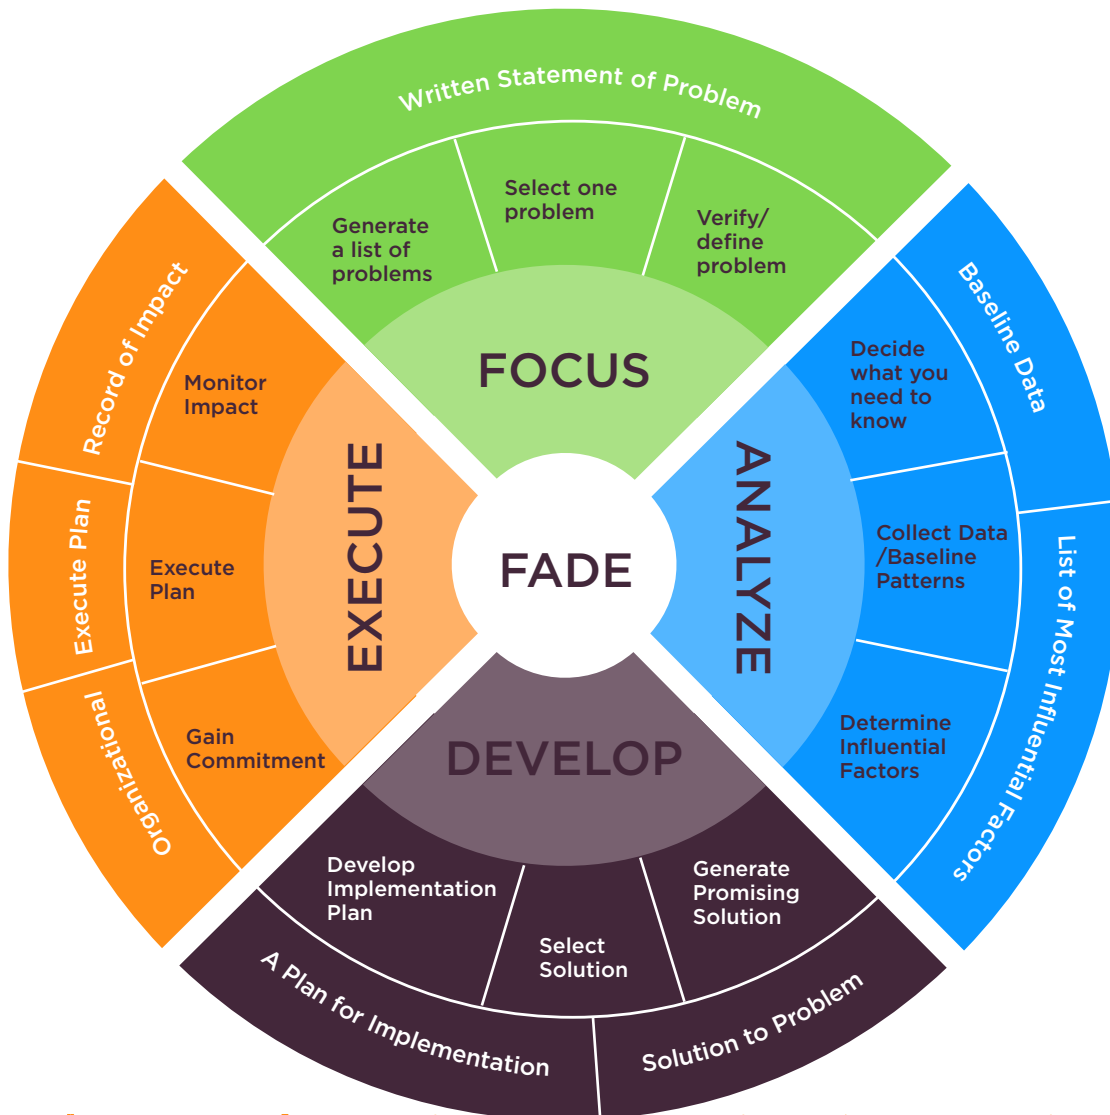 Written Statement of Problem
Generate
a list of
problems
Select one
problem
Verify/
define
problem
FOCUS
Baseline Data
List of Most Influential Factors
Decide
what you
need to
know
Collect Data
/Baseline
Patterns
Determine
Influential
Factors
ANALYZE
FADE
DEVELOP
Generate
Promising
Solution
Select
Solution
Develop
Implementation
Plan
Solution to Problem
A Plan for Implementation
EXECUTE
Gain
Commitment
Execute
Plan
Monitor
Impact
Organizational
Execute Plan
Record of Impact